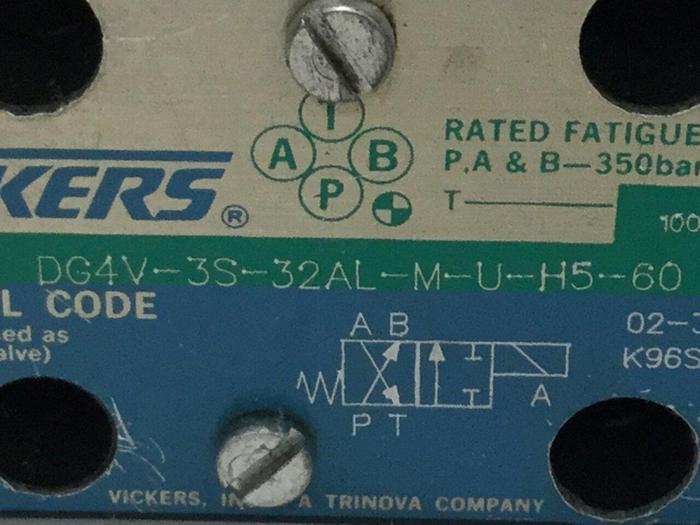 T
A B
P
RATED FATIGUE
P,A & B—350bar
KERS®
T
100
DG4V-3S-32AL-M-U-H5-60
L CODE
ed as
alve)
A B
02-3
K96S
A
P T
VICKERS, IN A TRINOVA COMPANY